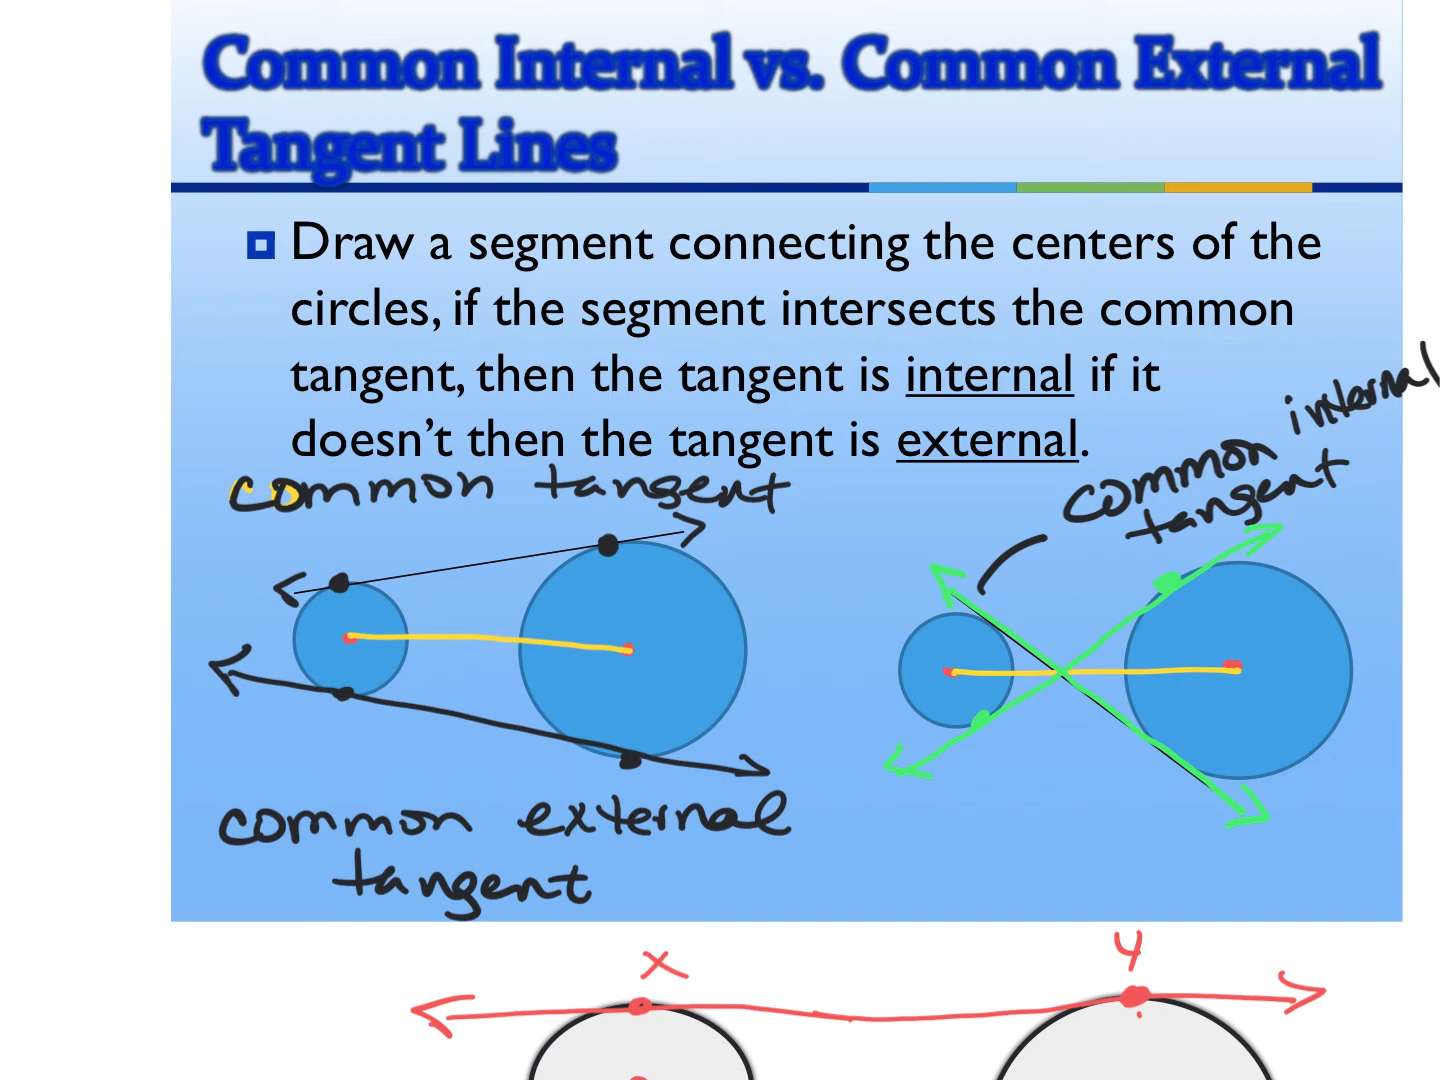 Common Internal vs. Common External
Tangent Lines
Draw a segment connecting the centers of the
circles, if the segment intersects the common
tangent, then the tangent is internal if it
doesn't then the tangent is external.
common tangent
common internal
tangent
common external
tangent
x y